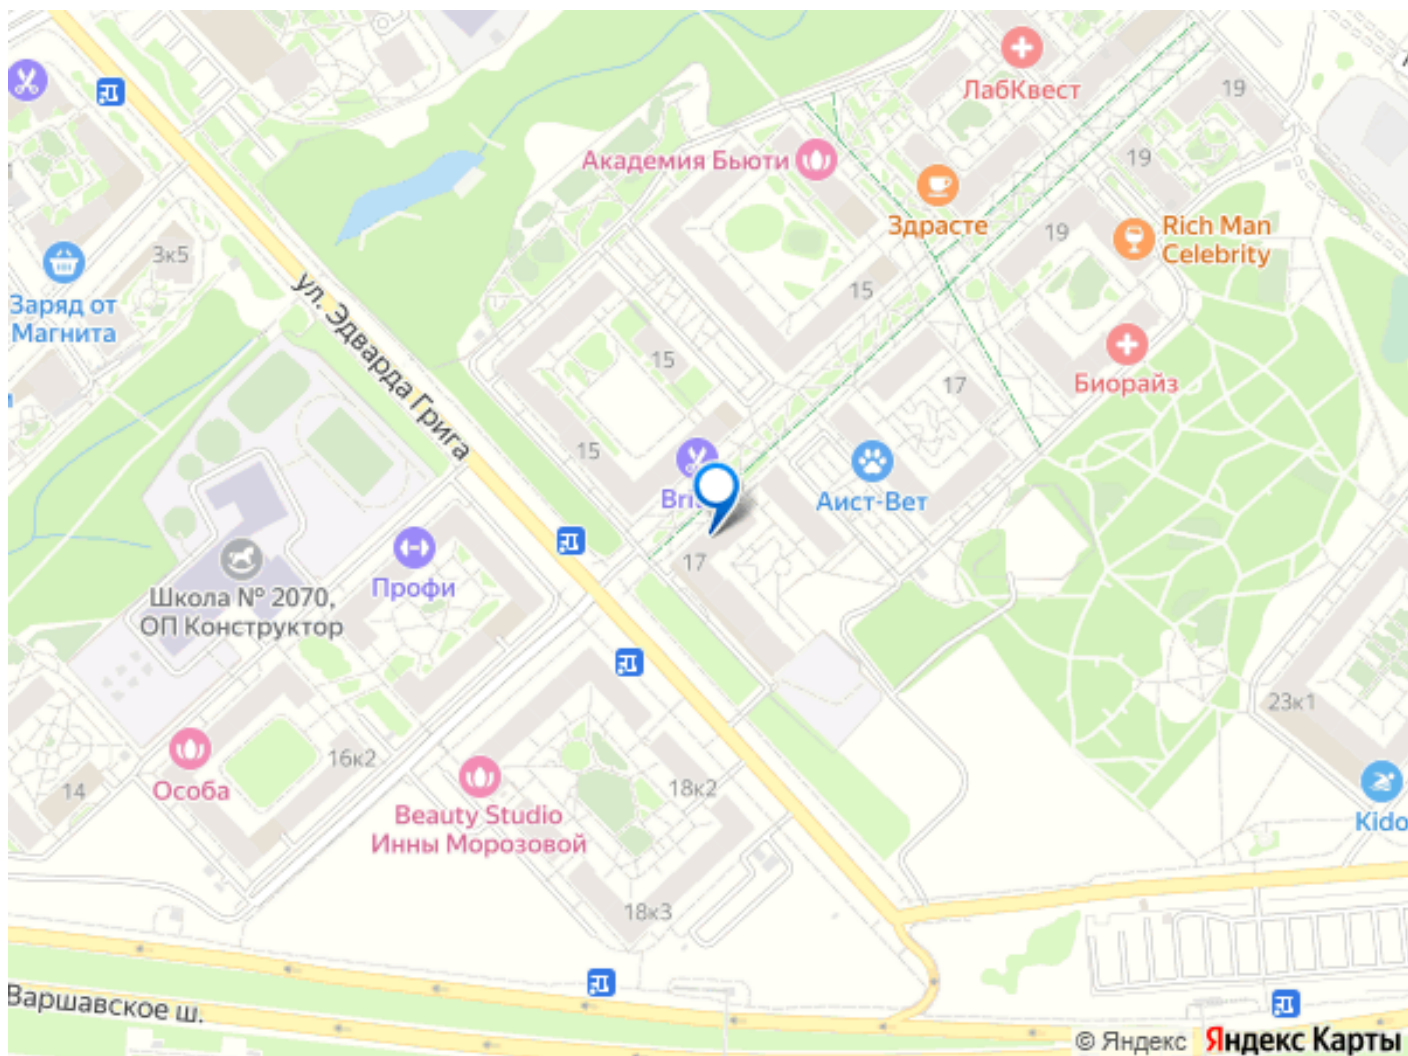 ЛабКвест
19
Академия Бьюти
19
Здрасте
19
Rich Man
Celebrity
3к5
Заряд от
Магнита
ул. Эдварда Грига
15
15
Биорайз
17
15
Аист-Вет
17
Профи
Школа № 2070,
ОП Конструктор
23к1
16к2
Особа
14
18к2
Beauty Studio
Инны Морозовой
Kido
18к3
Варшавское ш.
© Яндекс Яндекс Карты